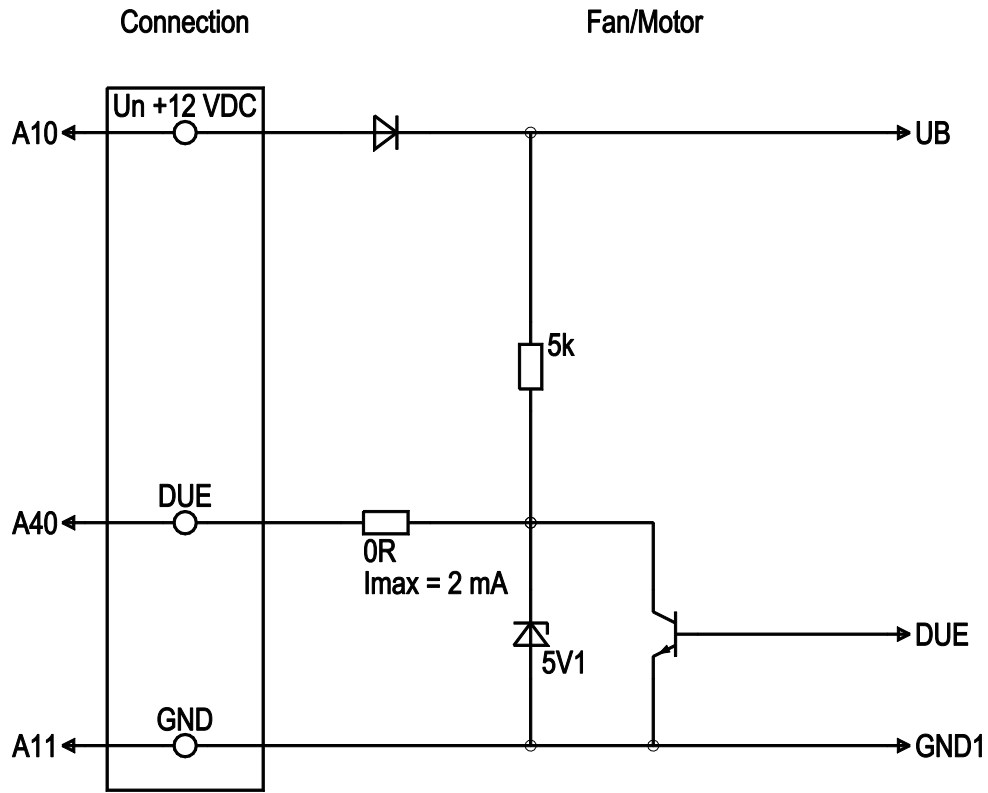 Connection
Fan/Motor
Un +12 VDC
A10
UB
5k
DUE
A40
0R
Imax = 2 mA
DUE
5V1
GND
A11
GND1